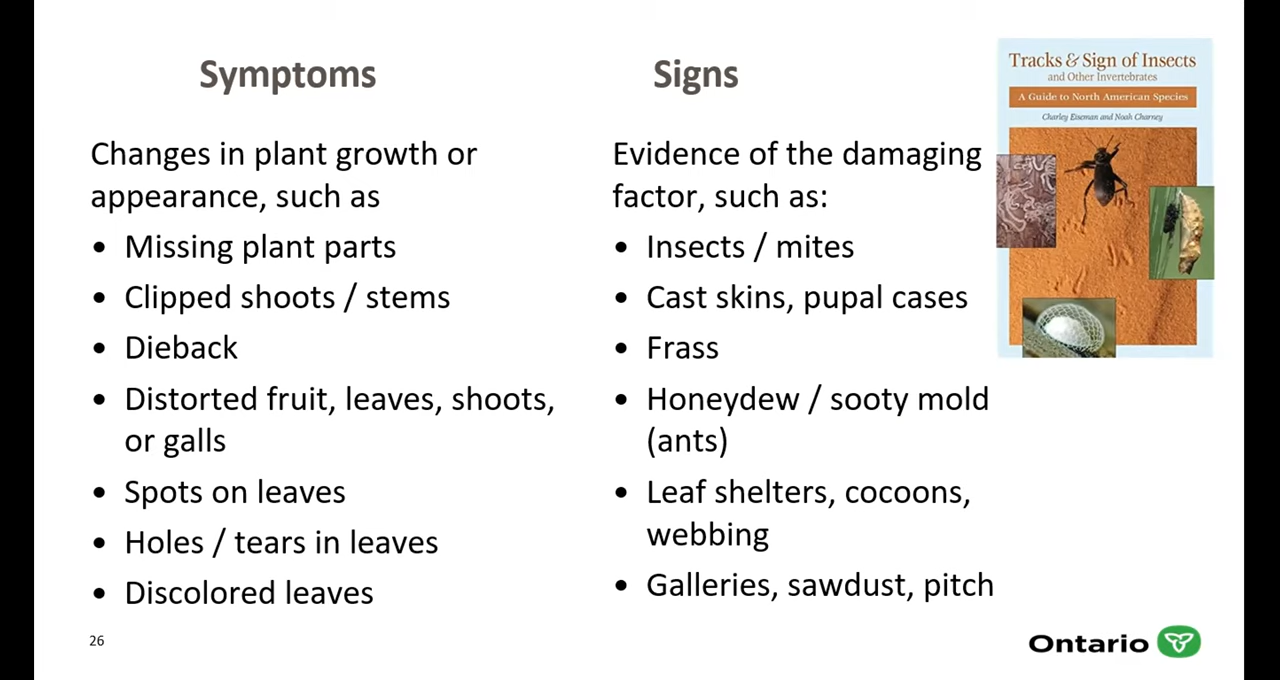 Symptoms
Changes in plant growth or
appearance, such as
• Missing plant parts
• Clipped shoots / stems
• Dieback
• Distorted fruit, leaves, shoots,
or galls
• Spots on leaves
• Holes / tears in leaves
• Discolored leaves
Signs
Evidence of the damaging
factor, such as:
• Insects / mites
• Cast skins, pupal cases
• Frass
• Honeydew / sooty mold
(ants)
• Leaf shelters, cocoons,
webbing
• Galleries, sawdust, pitch
Tracks & Sign of Insects
and Other Invertebrates
A Guide to North American Species
Charley Eiseman and Noah Charney
26
Ontario